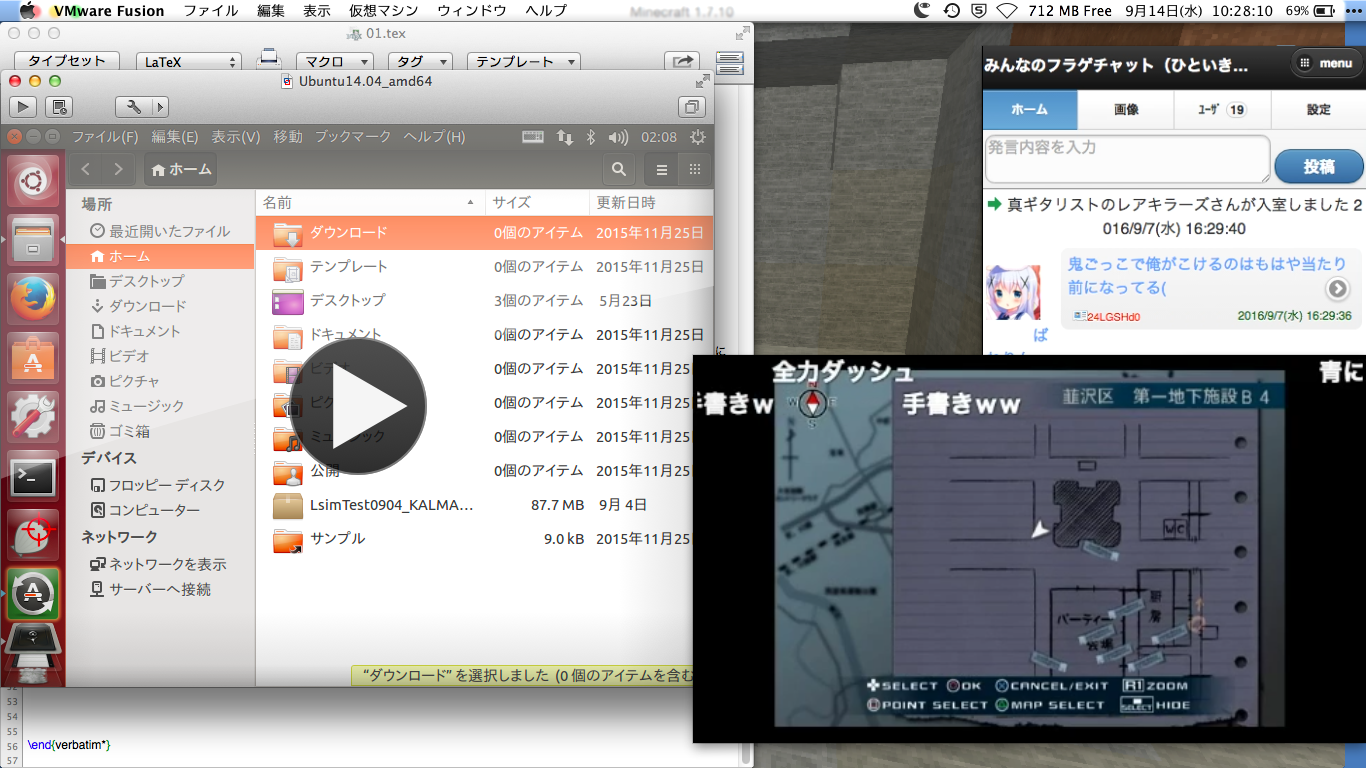 VMware Fusion ファイル 編集 表示 仮想マシン ウィンドウ ヘルプ
Minecraft 1.7.10
712 MB Free 9月14日(水) 10:28:10 69%
01.tex
タイプセット LaTeX マクロ タグ テンプレート
Ubuntu14.04_amd64
ファイル(F) 編集(E) 表示(V) 移動 ブックマーク ヘルプ(H) 02:08
ホーム
場所
最近開いたファイル
ホーム
デスクトップ
ダウンロード
ドキュメント
ビデオ
ピクチャ
ミュージック
ゴミ箱
デバイス
フロッピー ディスク
コンピューター
ネットワーク
ネットワークを表示
サーバーへ接続
名前 サイズ 更新日時
ダウンロード 0個のアイテム 2015年11月25日
テンプレート 0個のアイテム 2015年11月25日
デスクトップ 3個のアイテム 5月23日
ドキュメント 0個のアイテム 2015年11月25日
ビデオ 0個のアイテム 2015年11月25日
ピク 0個のアイテム 2015年11月25日
ミュージック 0個のアイテム 2015年11月25日
公開 0個のアイテム 2015年11月25日
LsimTest0904_KALMA... 87.7 MB 9月 4日
サンプル 9.0 kB 2015年11月25日
"ダウンロード" を選択しました (0 個のアイテムを含む
に
53
54
55
56 \end{verbatim*}
57
みんなのフラゲチャット（ひといき...
menu
ホーム 画像 ﾕｰｻﾞ 19 設定
発言内容を入力
投稿
真ギタリストのレアキラーズさんが入室しました 2
016/9/7(水) 16:29:40
鬼ごっこで俺がこけるのはもはや当たり
前になってる(
24LGSHd0 2016/9/7(水) 16:29:36
ぱ
全力ダッシュ
青に
手書きw
手書きｗｗ
N
W E
S
韮沢区 第一地下施設B4
WC
厨房
パーティー
会場
SELECT OK CANCEL/EXIT R1 ZOOM
POINT SELECT MAP SELECT SELECT HIDE